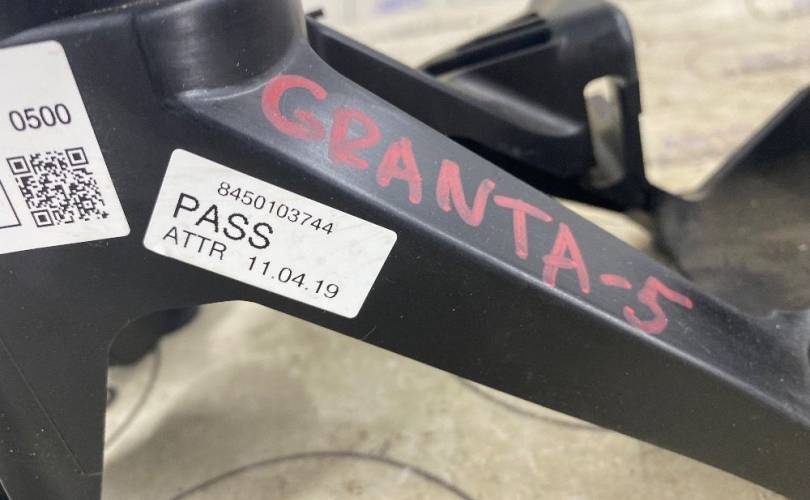 0500
8450103744
PASS
ATTR 11.04.19
GRANTA-5